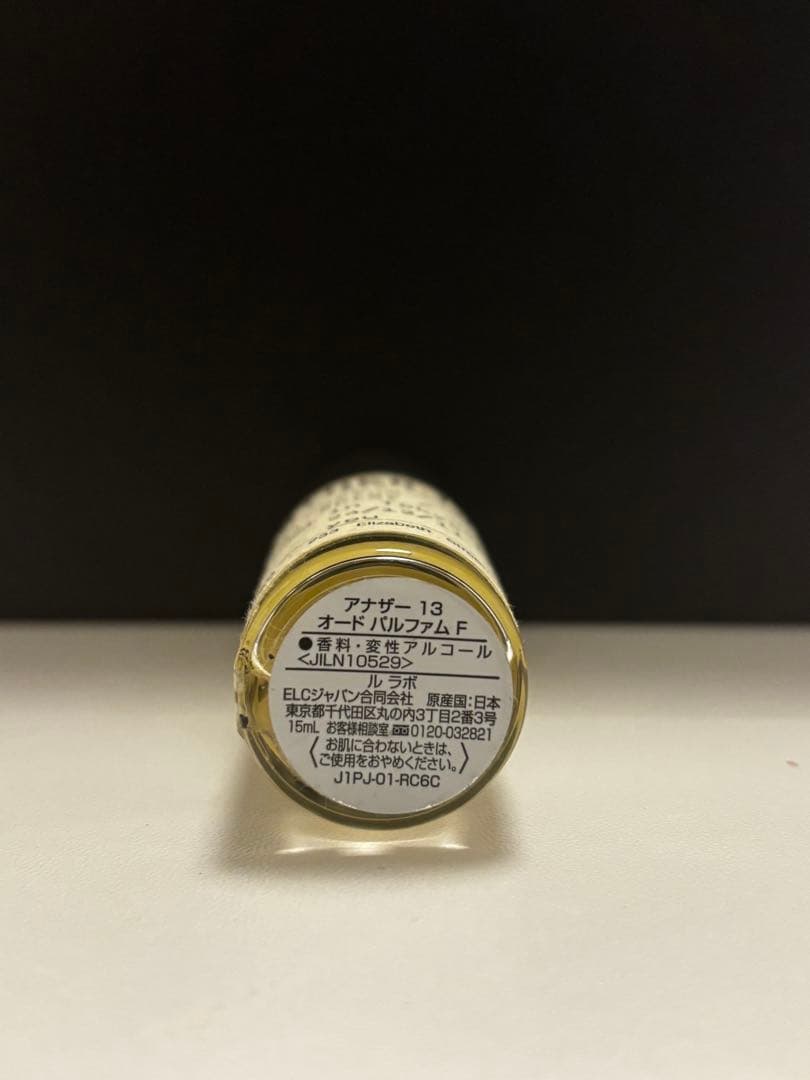 233 Elizabeth
アナザー 13
オード パルファム F
●香料・変性アルコール
<JILN10529>
ル ラボ
ELCジャパン合同会社 原産国:日本
東京都千代田区丸の内3丁目2番3号
15mL お客様相談室 0120-032821
〈お肌に合わないときは、
ご使用をおやめください。〉
J1PJ-01-RC6C